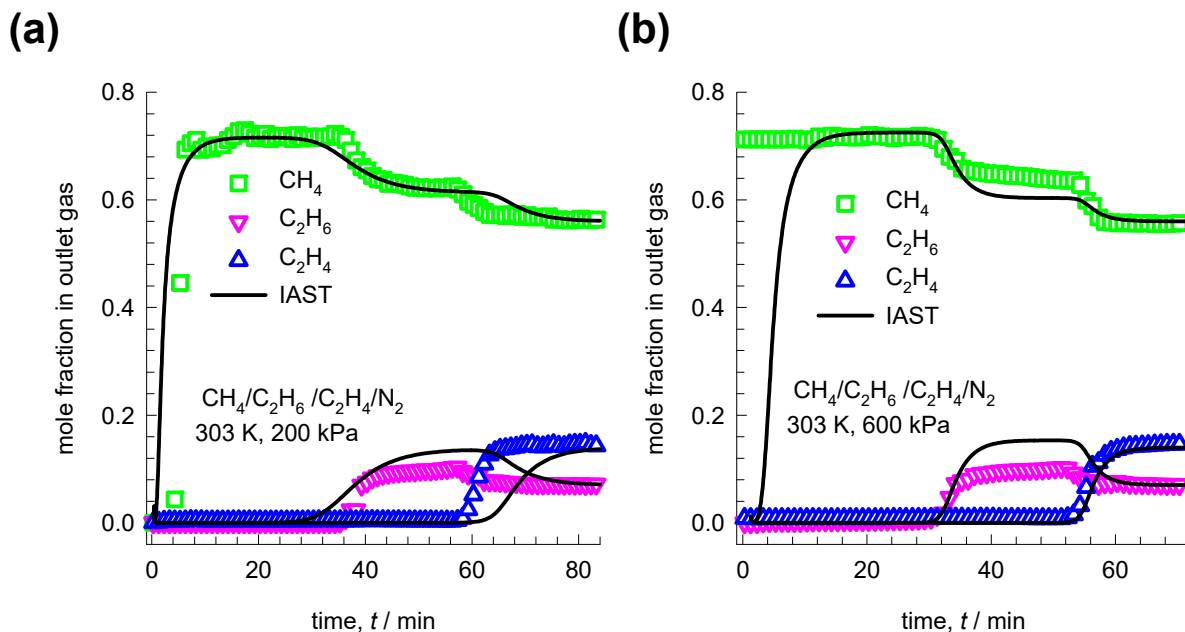 (a)
mole fraction in outlet gas
0.8
0.6
0.4
0.2
0.0
0
20
40
60
80
time, t / min
CH₄
C₂H₆
C₂H₄
IAST
CH₄/C₂H₆ /C₂H₄/N₂
303 K, 200 kPa
(b)
mole fraction in outlet gas
0.8
0.6
0.4
0.2
0.0
0
20
40
60
time, t / min
CH₄
C₂H₆
C₂H₄
IAST
CH₄/C₂H₆ /C₂H₄/N₂
303 K, 600 kPa